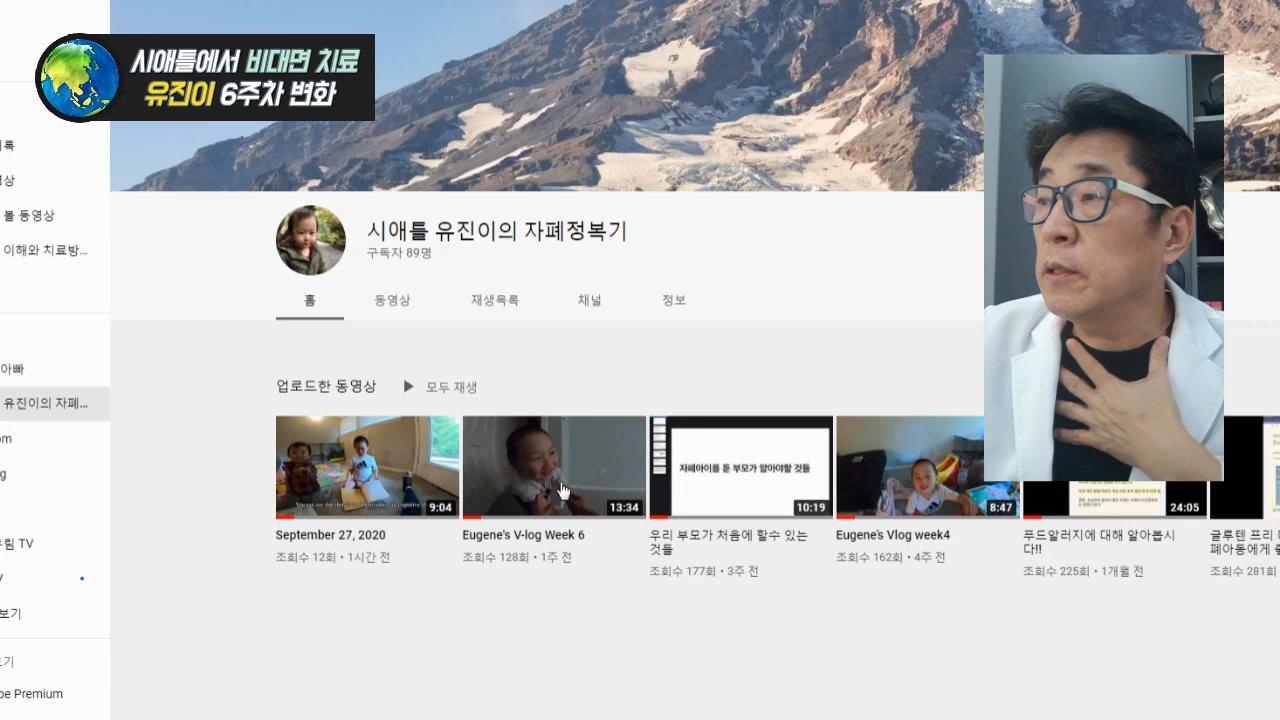 시애틀에서 비대면 치료
유진이 6주차 변화
록
영상
볼 동영상
이해와 치료방...
시애틀 유진이의 자폐정복기
구독자 89명
홈 동영상 재생목록 채널 정보
아빠
유진이의 자폐...
업로드한 동영상 ▶ 모두 재생
om
g
자폐아이를 둔 부모가 알아야할 것들
9:04
13:34
10:19
8:47
24:05
September 27, 2020
조회수 12회 • 1시간 전
Eugene's V-log Week 6
조회수 128회 • 1주 전
우리 부모가 처음에 할수 있는
것들
조회수 177회 • 3주 전
Eugene's Vlog week4
조회수 162회 • 4주 전
푸드알러지에 대해 알아봅시
다!!
조회수 225회 • 1개월 전
글루텐 프리
폐아동에게
조회수 281회
우림 TV
보기
보기
be Premium